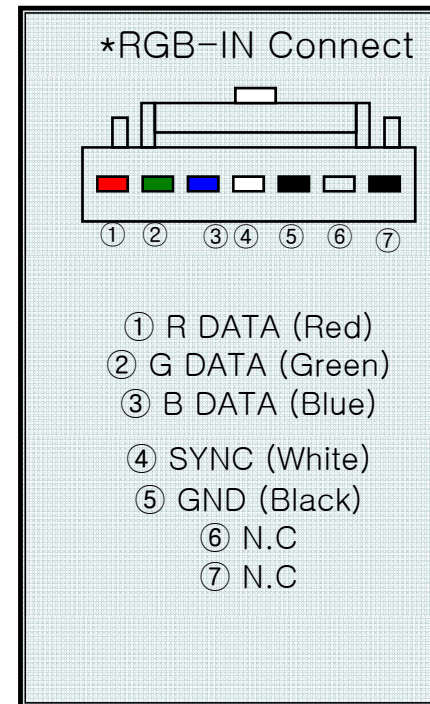 *RGB-IN Connect
① ② ③ ④ ⑤ ⑥ ⑦
① R DATA (Red)
② G DATA (Green)
③ B DATA (Blue)
④ SYNC (White)
⑤ GND (Black)
⑥ N.C
⑦ N.C